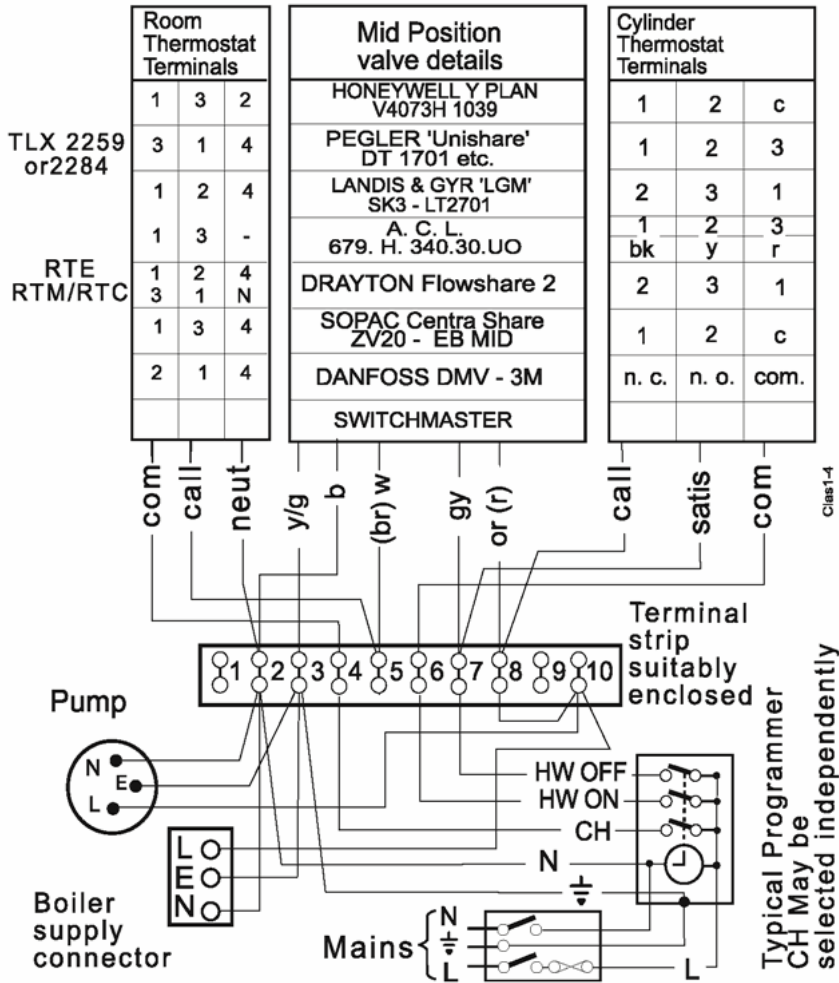 Room
Thermostat
Terminals
1 3 2
TLX 2259
or2284
3 1 4
1 2 4
1 3 -
RTE
RTM/RTC
1 2 4
3 1 N
1 3 4
2 1 4
Mid Position
valve details
HONEYWELL Y PLAN
V4073H 1039
PEGLER 'Unishare'
DT 1701 etc.
LANDIS & GYR 'LGM'
SK3 - LT2701
A. C. L.
679. H. 340.30.UO
DRAYTON Flowshare 2
SOPAC Centra Share
ZV20 - EB MID
DANFOSS DMV - 3M
SWITCHMASTER
Cylinder
Thermostat
Terminals
1 2 c
1 2 3
2 3 1
1 2 3
bk y r
2 3 1
1 2 c
n. c. n. o. com.
com
call
neut
y/g
b
(br) w
gy
or (r)
call
satis
com
Clas1-4
1 2 3 4 5 6 7 8 9 10
Terminal
strip
suitably
enclosed
Pump
N
E
L
HW OFF
HW ON
CH
N
L
E
N
Boiler
supply
connector
Mains
N
L
L
Typical Programmer
CH May be
selected independently